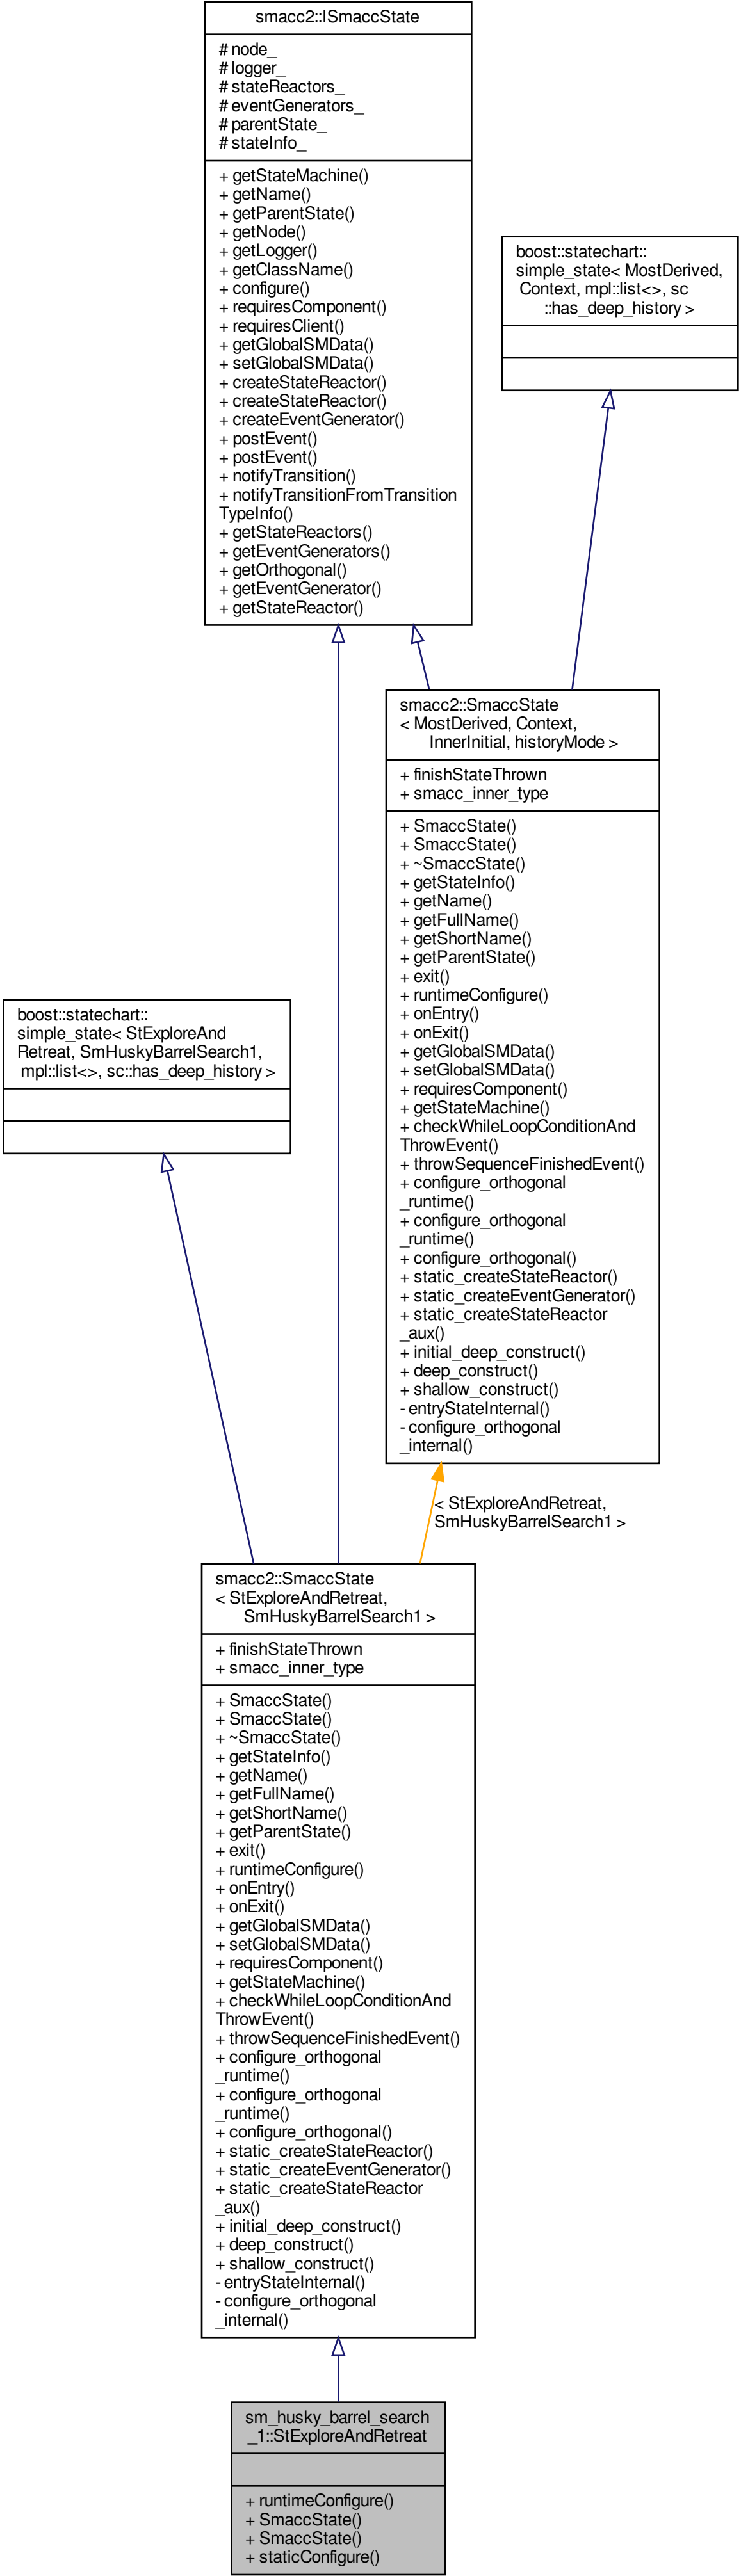 smacc2::ISmaccState
# node_
# logger_
# stateReactors_
# eventGenerators_
# parentState_
# stateInfo_
+ getStateMachine()
+ getName()
+ getParentState()
+ getNode()
+ getLogger()
+ getClassName()
+ configure()
+ requiresComponent()
+ requiresClient()
+ getGlobalSMData()
+ setGlobalSMData()
+ createStateReactor()
+ createStateReactor()
+ createEventGenerator()
+ postEvent()
+ postEvent()
+ notifyTransition()
+ notifyTransitionFromTransition
TypeInfo()
+ getStateReactors()
+ getEventGenerators()
+ getOrthogonal()
+ getEventGenerator()
+ getStateReactor()
boost::statechart::
simple_state< MostDerived,
Context, mpl::list<>, sc
::has_deep_history >
smacc2::SmaccState
< MostDerived, Context,
InnerInitial, historyMode >
+ finishStateThrown
+ smacc_inner_type
+ SmaccState()
+ SmaccState()
+ ~SmaccState()
+ getStateInfo()
+ getName()
+ getFullName()
+ getShortName()
+ getParentState()
+ exit()
+ runtimeConfigure()
+ onEntry()
+ onExit()
+ getGlobalSMData()
+ setGlobalSMData()
+ requiresComponent()
+ getStateMachine()
+ checkWhileLoopConditionAnd
ThrowEvent()
+ throwSequenceFinishedEvent()
+ configure_orthogonal
_runtime()
+ configure_orthogonal
_runtime()
+ configure_orthogonal()
+ static_createStateReactor()
+ static_createEventGenerator()
+ static_createStateReactor
_aux()
+ initial_deep_construct()
+ deep_construct()
+ shallow_construct()
- entryStateInternal()
- configure_orthogonal
_internal()
boost::statechart::
simple_state< StExploreAnd
Retreat, SmHuskyBarrelSearch1,
mpl::list<>, sc::has_deep_history >
< StExploreAndRetreat,
SmHuskyBarrelSearch1 >
smacc2::SmaccState
< StExploreAndRetreat,
SmHuskyBarrelSearch1 >
+ finishStateThrown
+ smacc_inner_type
+ SmaccState()
+ SmaccState()
+ ~SmaccState()
+ getStateInfo()
+ getName()
+ getFullName()
+ getShortName()
+ getParentState()
+ exit()
+ runtimeConfigure()
+ onEntry()
+ onExit()
+ getGlobalSMData()
+ setGlobalSMData()
+ requiresComponent()
+ getStateMachine()
+ checkWhileLoopConditionAnd
ThrowEvent()
+ throwSequenceFinishedEvent()
+ configure_orthogonal
_runtime()
+ configure_orthogonal
_runtime()
+ configure_orthogonal()
+ static_createStateReactor()
+ static_createEventGenerator()
+ static_createStateReactor
_aux()
+ initial_deep_construct()
+ deep_construct()
+ shallow_construct()
- entryStateInternal()
- configure_orthogonal
_internal()
sm_husky_barrel_search
_1::StExploreAndRetreat
+ runtimeConfigure()
+ SmaccState()
+ SmaccState()
+ staticConfigure()